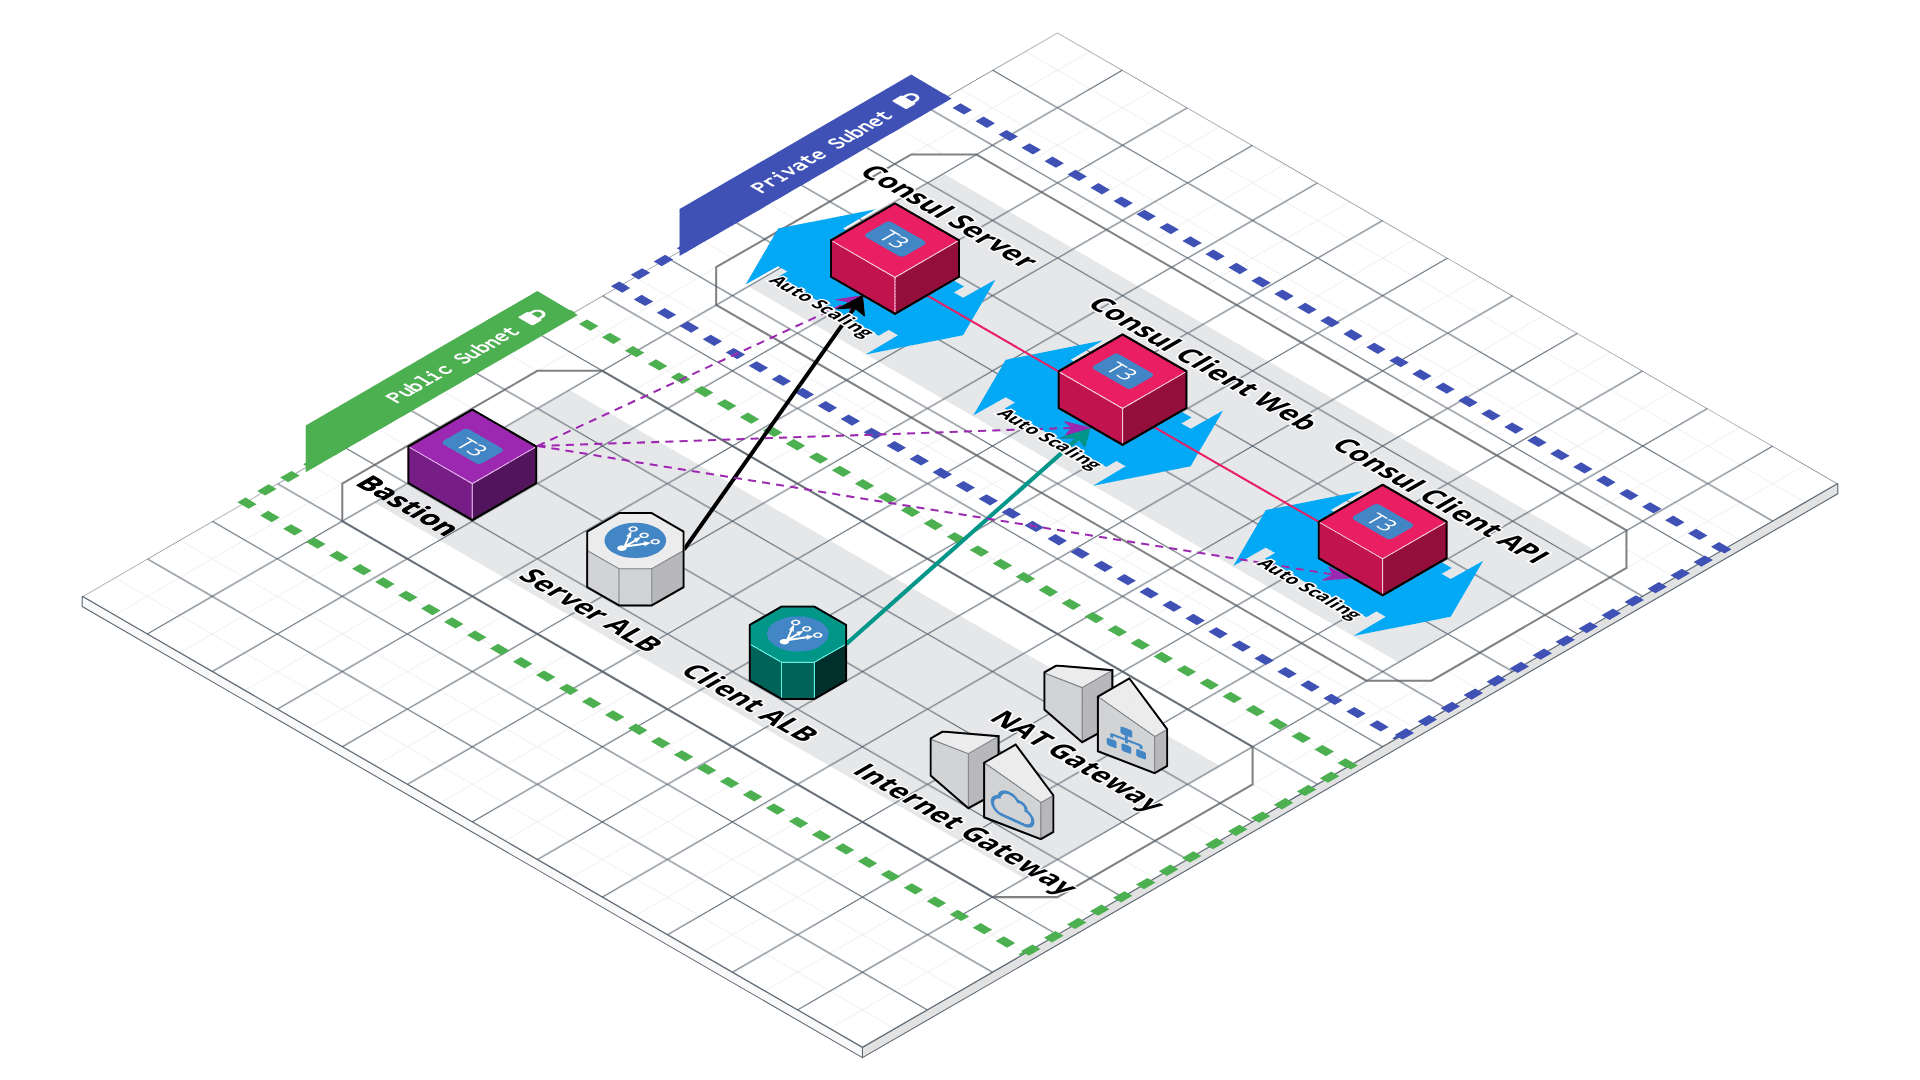 Private Subnet
Consul Server
T3
Auto Scaling
Consul Client Web
T3
Auto Scaling
Consul Client API
T3
Auto Scaling
Public Subnet
T3
Bastion
Server ALB
Client ALB
NAT Gateway
Internet Gateway